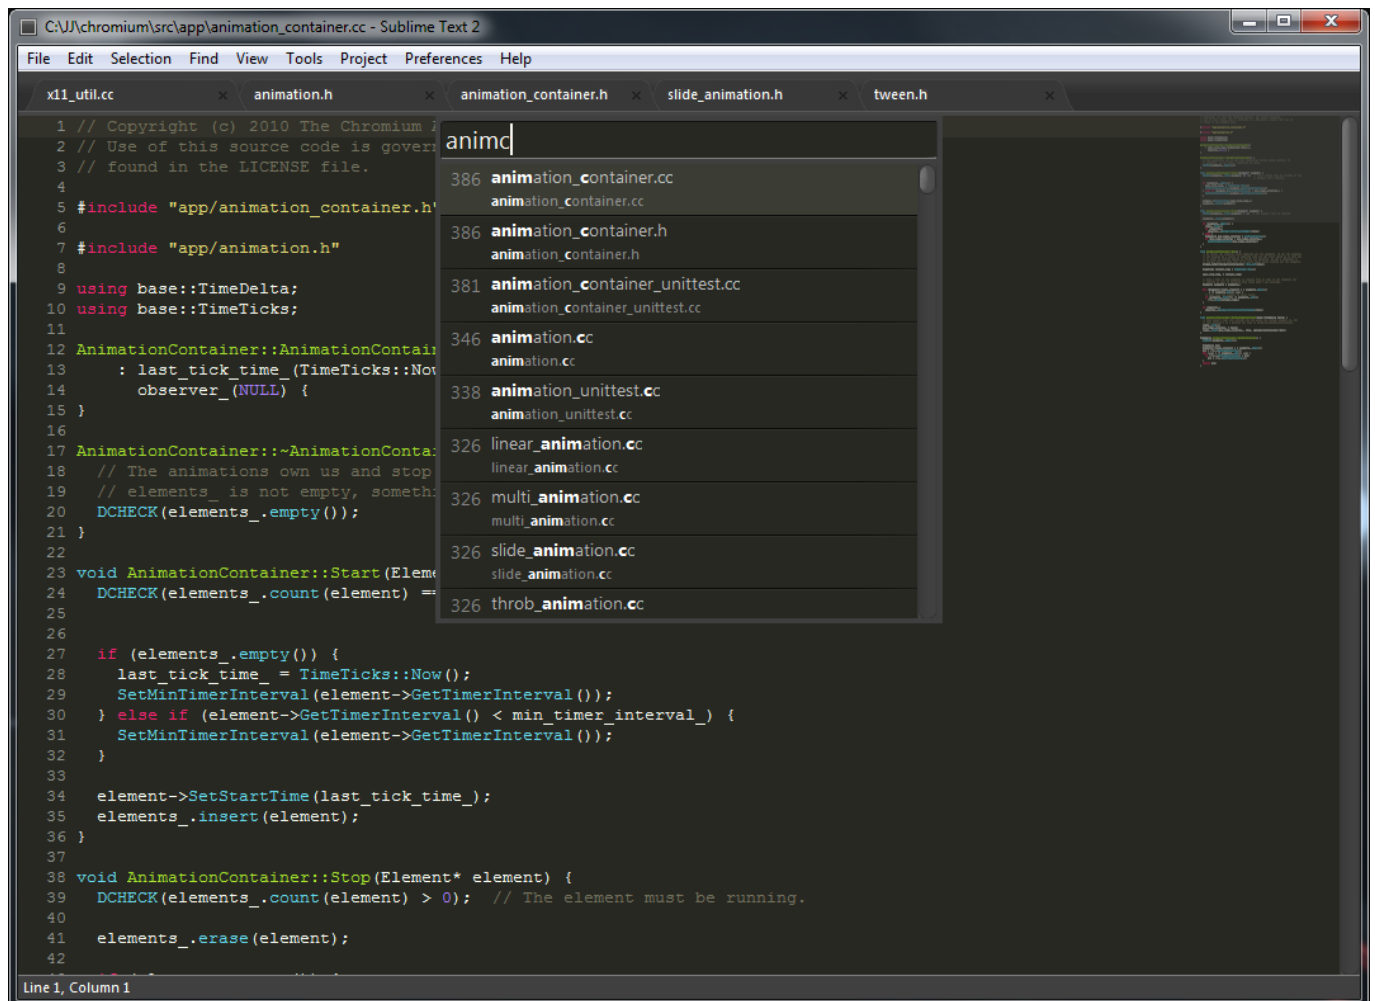 C:\JJ\chromium\src\app\animation_container.cc - Sublime Text 2
File Edit Selection Find View Tools Project Preferences Help
x11_util.cc animation.h animation_container.h slide_animation.h tween.h
1 // Copyright (c) 2010 The Chromium
2 // Use of this source code is govern
3 // found in the LICENSE file.
4
5 #include "app/animation_container.h"
6
7 #include "app/animation.h"
8
9 using base::TimeDelta;
10 using base::TimeTicks;
11
12 AnimationContainer::AnimationContain
13 : last_tick_time_(TimeTicks::Now
14 observer_(NULL) {
15 }
16
17 AnimationContainer::~AnimationContai
18 // The animations own us and stop
19 // elements_ is not empty, somethi
20 DCHECK(elements_.empty());
21 }
22
23 void AnimationContainer::Start(Eleme
24 DCHECK(elements_.count(element) ==
25
26
27 if (elements_.empty()) {
28 last_tick_time_ = TimeTicks::Now();
29 SetMinTimerInterval(element->GetTimerInterval());
30 } else if (element->GetTimerInterval() < min_timer_interval_) {
31 SetMinTimerInterval(element->GetTimerInterval());
32 }
33
34 element->SetStartTime(last_tick_time_);
35 elements_.insert(element);
36 }
37
38 void AnimationContainer::Stop(Element* element) {
39 DCHECK(elements_.count(element) > 0); // The element must be running.
40
41 elements_.erase(element);
42
animc
386 animation_container.cc
animation_container.cc
386 animation_container.h
animation_container.h
381 animation_container_unittest.cc
animation_container_unittest.cc
346 animation.cc
animation.cc
338 animation_unittest.cc
animation_unittest.cc
326 linear_animation.cc
linear_animation.cc
326 multi_animation.cc
multi_animation.cc
326 slide_animation.cc
slide_animation.cc
326 throb_animation.cc
Line 1, Column 1